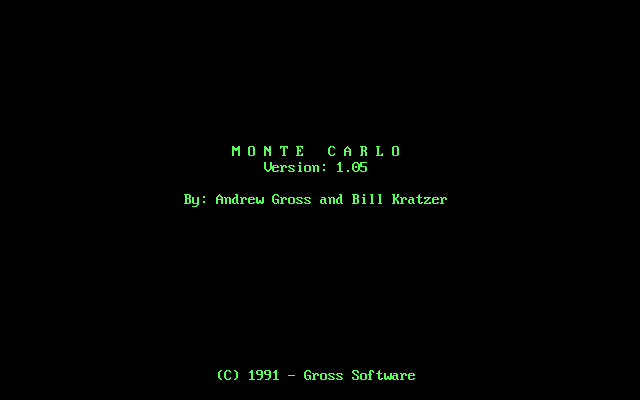 M O N T E   C A R L O
Version: 1.05
By: Andrew Gross and Bill Kratzer
(C) 1991 - Gross Software